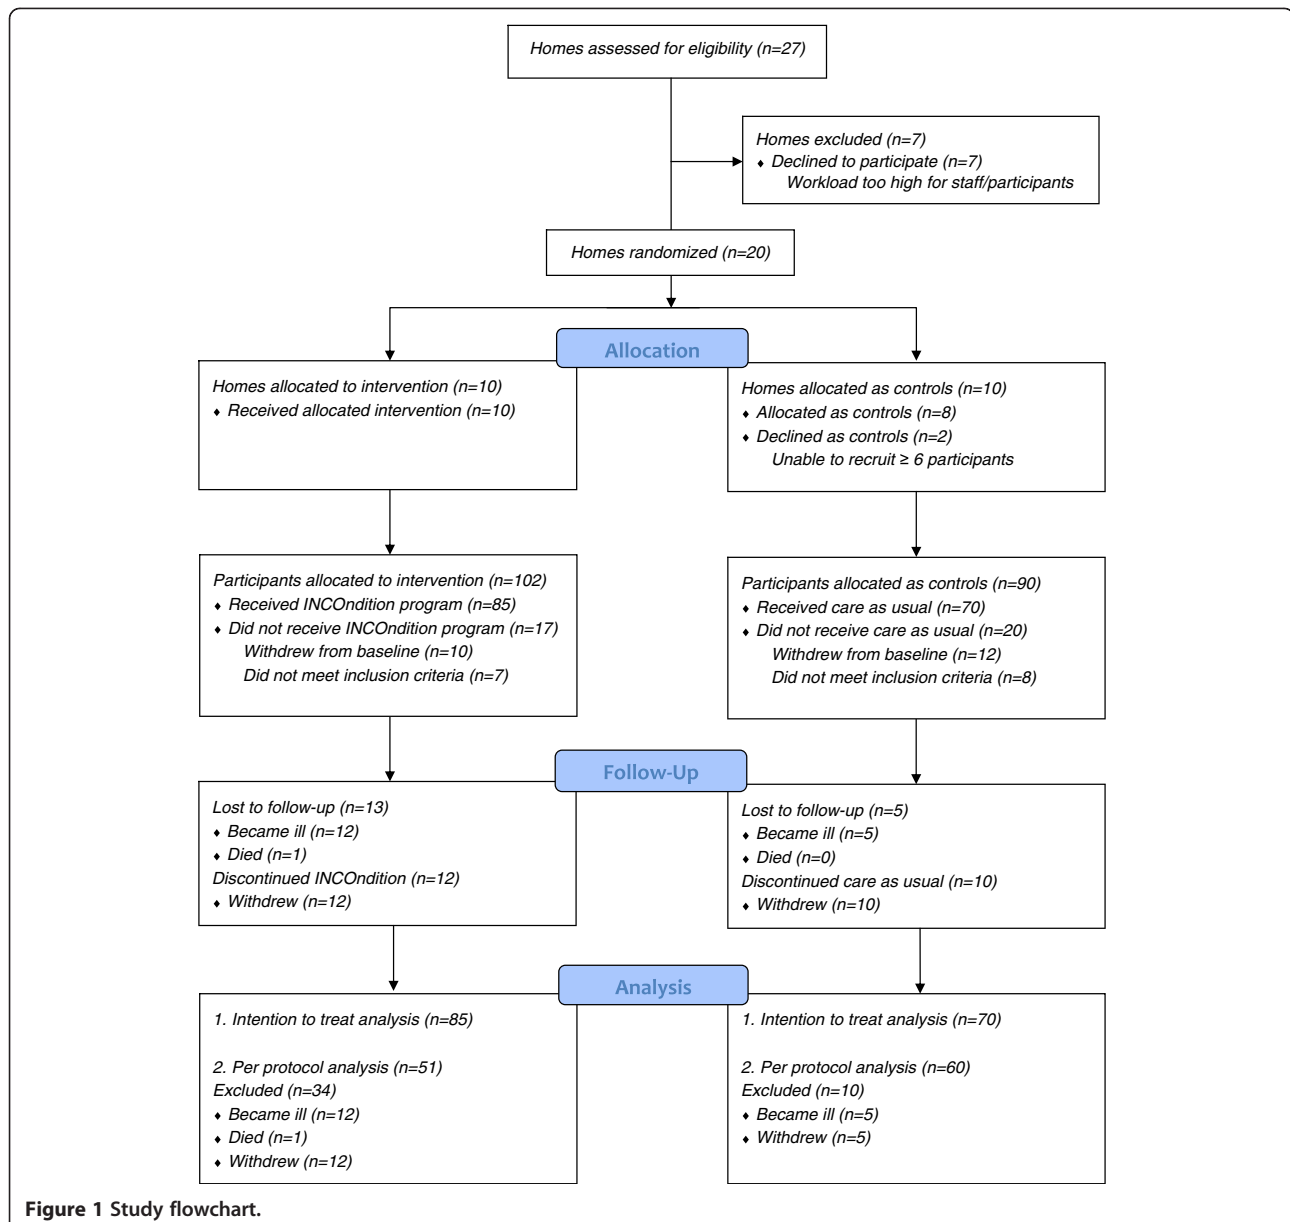 Homes assessed for eligibility (n=27)
Homes excluded (n=7)
♦ Declined to participate (n=7)
Workload too high for staff/participants
Homes randomized (n=20)
Allocation
Homes allocated to intervention (n=10)
♦ Received allocated intervention (n=10)
Homes allocated as controls (n=10)
♦ Allocated as controls (n=8)
♦ Declined as controls (n=2)
Unable to recruit ≥ 6 participants
Participants allocated to intervention (n=102)
♦ Received INCOndition program (n=85)
♦ Did not receive INCOndition program (n=17)
Withdrew from baseline (n=10)
Did not meet inclusion criteria (n=7)
Participants allocated as controls (n=90)
♦ Received care as usual (n=70)
♦ Did not receive care as usual (n=20)
Withdrew from baseline (n=12)
Did not meet inclusion criteria (n=8)
Follow-Up
Lost to follow-up (n=13)
♦ Became ill (n=12)
♦ Died (n=1)
Discontinued INCOndition (n=12)
♦ Withdrew (n=12)
Lost to follow-up (n=5)
♦ Became ill (n=5)
♦ Died (n=0)
Discontinued care as usual (n=10)
♦ Withdrew (n=10)
Analysis
1. Intention to treat analysis (n=85)
2. Per protocol analysis (n=51)
Excluded (n=34)
♦ Became ill (n=12)
♦ Died (n=1)
♦ Withdrew (n=12)
1. Intention to treat analysis (n=70)
2. Per protocol analysis (n=60)
Excluded (n=10)
♦ Became ill (n=5)
♦ Withdrew (n=5)
Figure 1 Study flowchart.